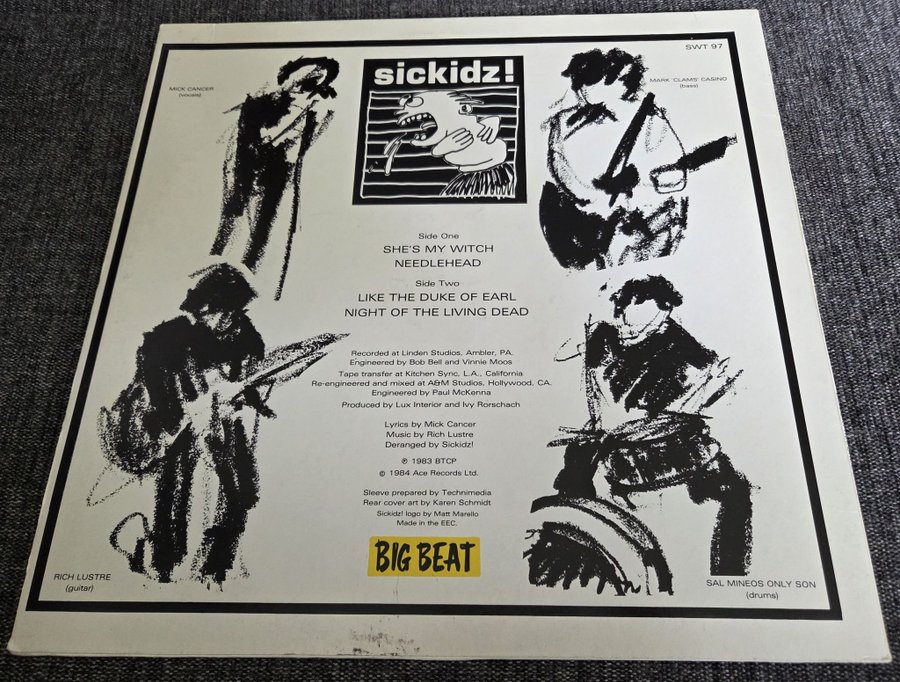 SWT 97
sickidz!
MICK CANCER
(vocals)
MARK 'CLAMS' CASINO
(bass)
Side One
SHE'S MY WITCH
NEEDLEHEAD
Side Two
LIKE THE DUKE OF EARL
NIGHT OF THE LIVING DEAD
Recorded at Linden Studios, Ambler, PA.
Engineered by Bob Bell and Vinnie Moos
Tape transfer at Kitchen Sync, L.A., California
Re-engineered and mixed at A&M Studios, Hollywood, CA.
Engineered by Paul McKenna
Produced by Lux Interior and Ivy Rorschach
Lyrics by Mick Cancer
Music by Rich Lustre
Deranged by Sickidz!
℗ 1983 BTCP
© 1984 Ace Records Ltd.
Sleeve prepared by Technimedia
Rear cover art by Karen Schmidt
Sickidz! logo by Matt Marello
Made in the EEC.
BIG BEAT
RICH LUSTRE
(guitar)
SAL MINEOS ONLY SON
(drums)